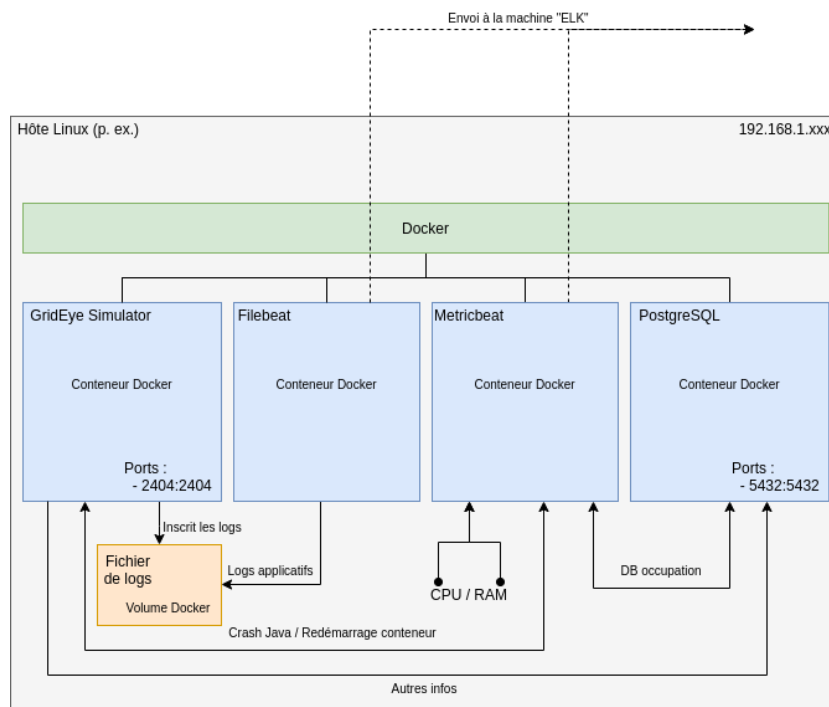 Envoi à la machine "ELK"
Hôte Linux (p. ex.)
192.168.1.xxx
Docker
GridEye Simulator
Filebeat
Metricbeat
PostgreSQL
Conteneur Docker
Conteneur Docker
Conteneur Docker
Conteneur Docker
Ports :
- 2404:2404
Ports :
- 5432:5432
Inscrit les logs
Fichier
de logs
Volume Docker
Logs applicatifs
CPU / RAM
DB occupation
Crash Java / Redémarrage conteneur
Autres infos